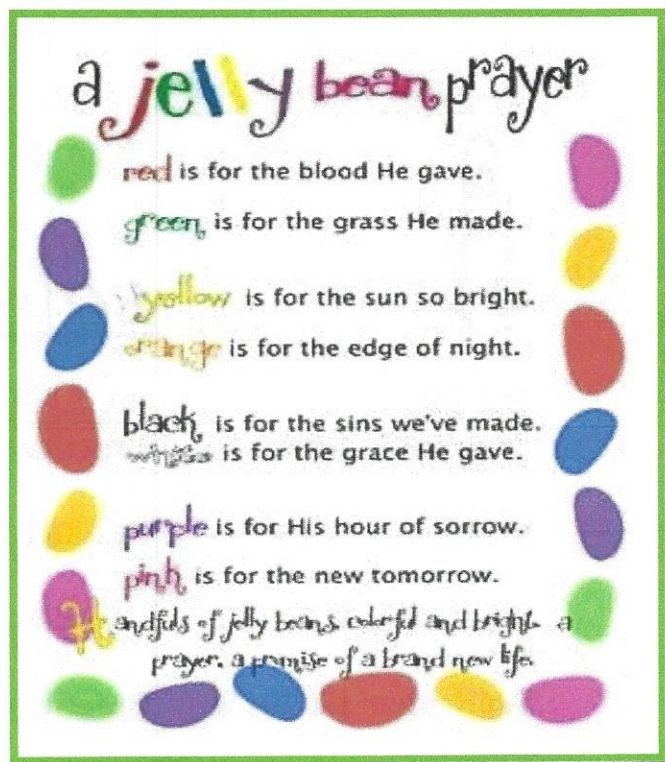 a jelly bean prayer
red is for the blood He gave.
green is for the grass He made.
yellow is for the sun so bright.
orange is for the edge of night.
black is for the sins we've made.
white is for the grace He gave.
purple is for His hour of sorrow.
pink is for the new tomorrow.
Handfuls of jelly beans, colorful and bright. a
prayer, a promise of a brand new life.